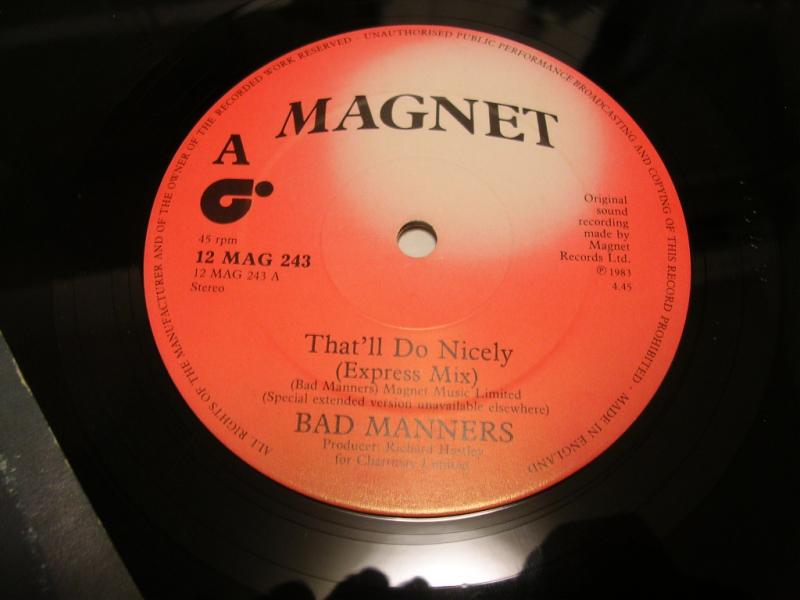 ALL RIGHTS OF THE MANUFACTURER AND OF THE OWNER OF THE RECORDED WORK RESERVED - UNAUTHORISED PUBLIC PERFORMANCE BROADCASTING AND COPYING OF THIS RECORD PROHIBITED - MADE IN ENGLAND
MAGNET
A
45 rpm
12 MAG 243
12 MAG 243 A
Stereo
Original
sound
recording
made by
Magnet
Records Ltd.
℗ 1983
4.45
That'll Do Nicely
(Express Mix)
(Bad Manners) Magnet Music Limited
(Special extended version unavailable elsewhere)
BAD MANNERS
Producer: Richard
for Limited